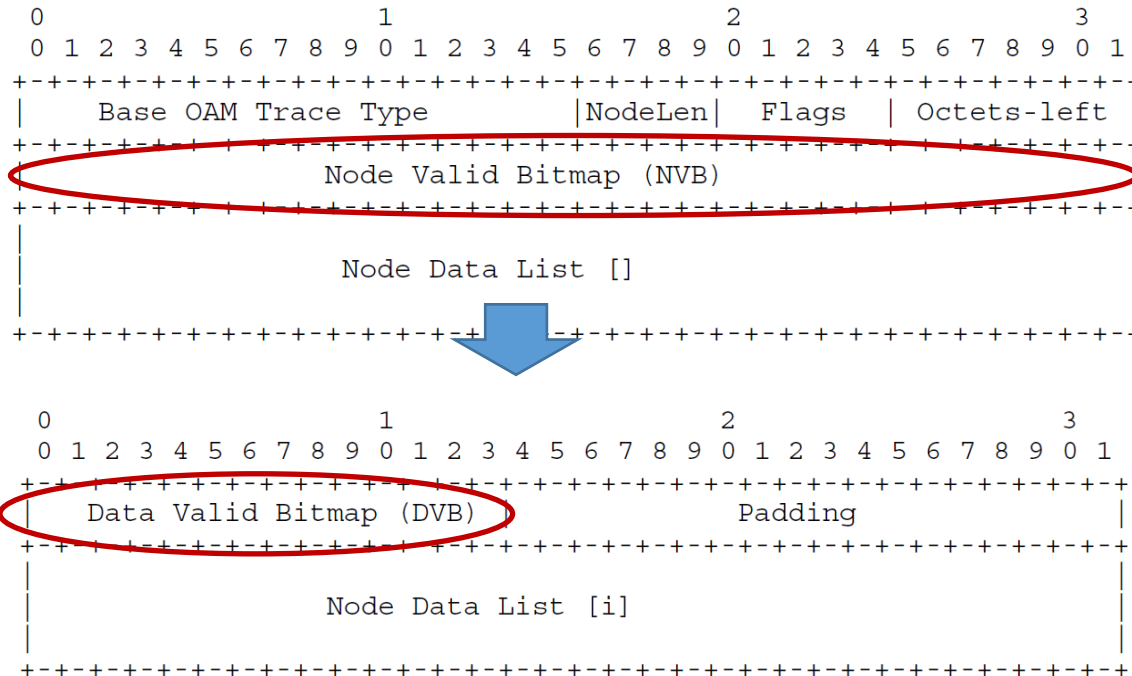 0                   1                   2                   3
0 1 2 3 4 5 6 7 8 9 0 1 2 3 4 5 6 7 8 9 0 1 2 3 4 5 6 7 8 9 0 1
+-+-+-+-+-+-+-+-+-+-+-+-+-+-+-+-+-+-+-+-+-+-+-+-+-+-+-+-+-+-+-+--
|    Base OAM Trace Type        |NodeLen|  Flags  | Octets-left
+-+-+-+-+-+-+-+-+-+-+-+-+-+-+-+-+-+-+-+-+-+-+-+-+-+-+-+-+-+-+-+--
|                 Node Valid Bitmap (NVB)
+-+-+-+-+-+-+-+-+-+-+-+-+-+-+-+-+-+-+-+-+-+-+-+-+-+-+-+-+-+-+-+--
|
|                  Node Data List []
|
+-+-+-+-+-+-+-+-+-+-+-+-+-+-+-+-+-+-+-+-+-+-+-+-+-+-+-+-+-+-+-+--
0                   1                   2                   3
0 1 2 3 4 5 6 7 8 9 0 1 2 3 4 5 6 7 8 9 0 1 2 3 4 5 6 7 8 9 0 1
+-+-+-+-+-+-+-+-+-+-+-+-+-+-+-+-+-+-+-+-+-+-+-+-+-+-+-+-+-+-+-+-+
|   Data Valid Bitmap (DVB) |             Padding               |
+-+-+-+-+-+-+-+-+-+-+-+-+-+-+-+-+-+-+-+-+-+-+-+-+-+-+-+-+-+-+-+-+
|                                                               |
|                 Node Data List [i]                            |
|                                                               |
+-+-+-+-+-+-+-+-+-+-+-+-+-+-+-+-+-+-+-+-+-+-+-+-+-+-+-+-+-+-+-+-+